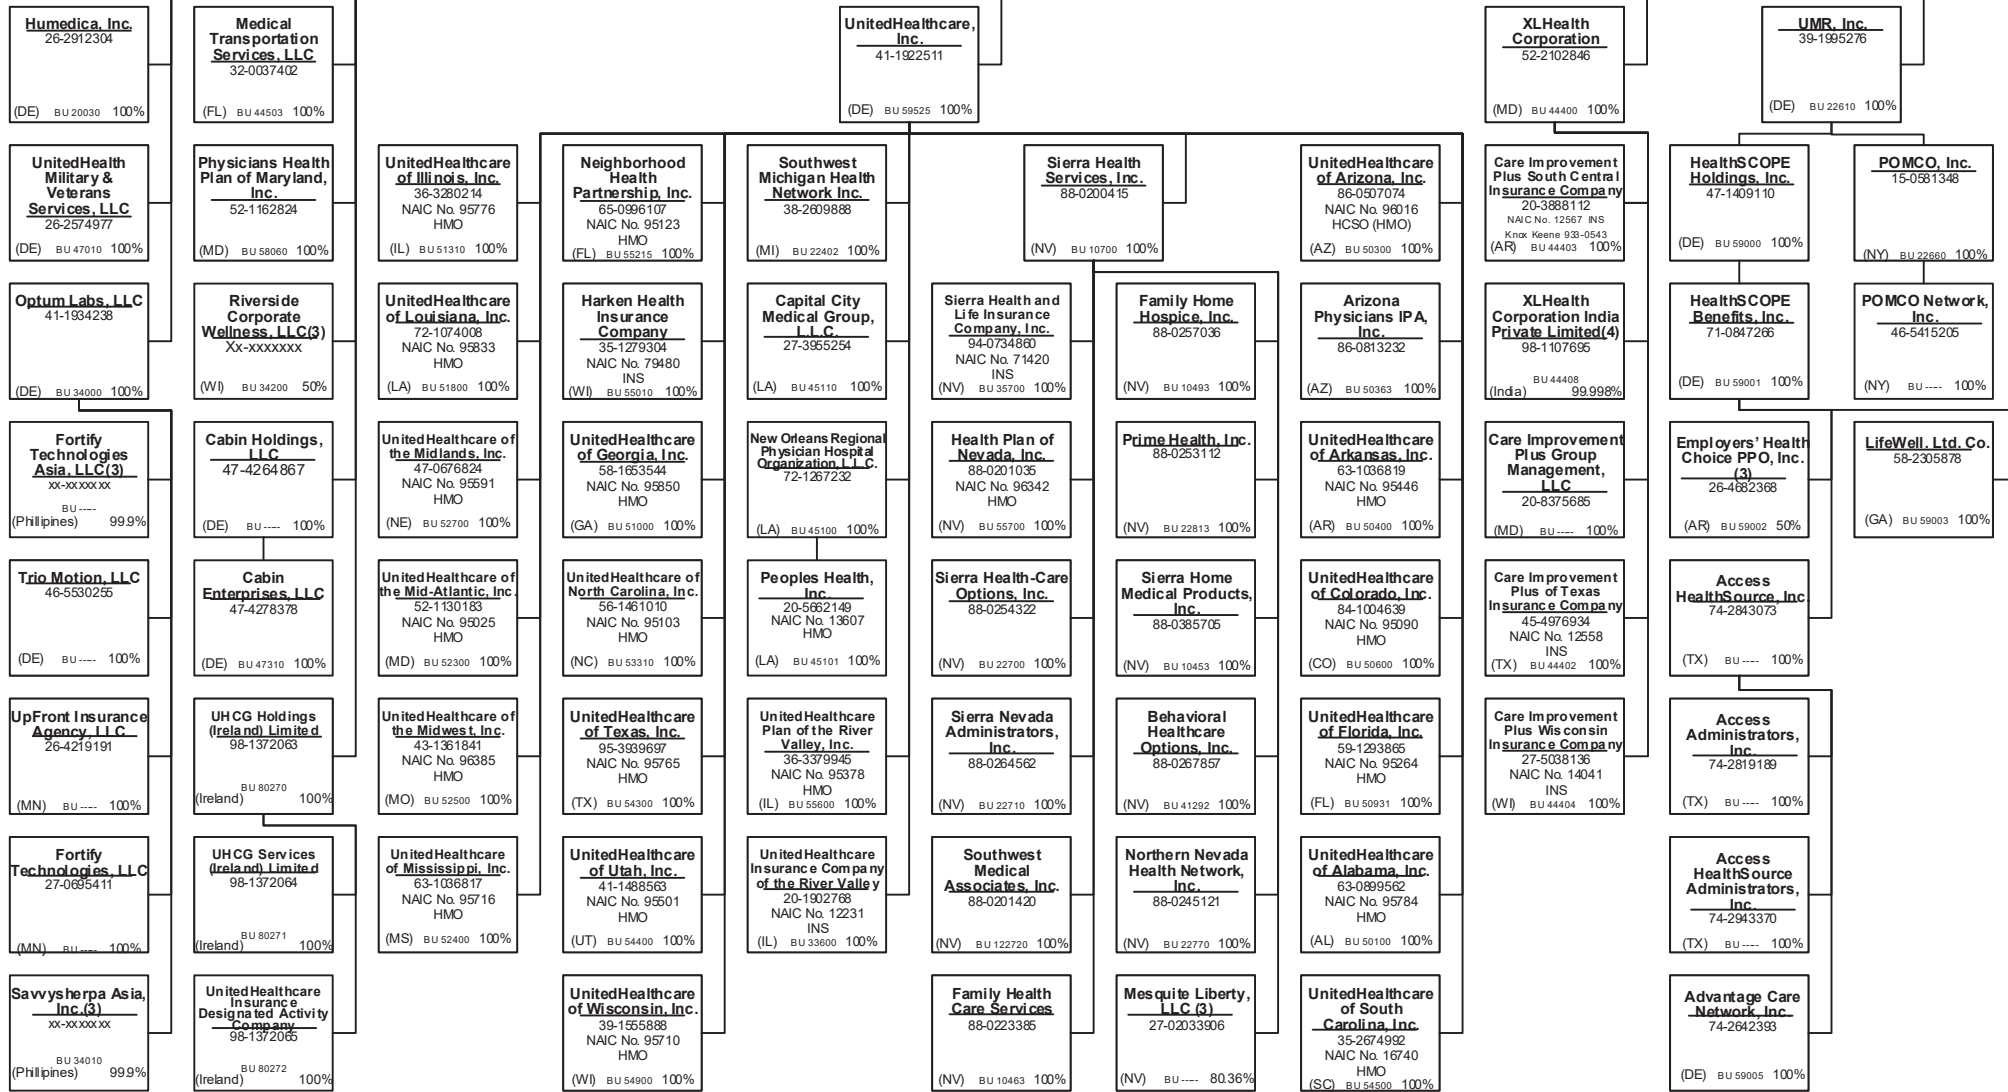 Humedica, Inc.
26-2912304
(DE) BU 20030 100%
Medical
Transportation
Services, LLC
32-0037402
(FL) BU 44503 100%
UnitedHealthcare,
Inc.
41-1922511
(DE) BU 59525 100%
XLHealth
Corporation
52-2102846
(MD) BU 44400 100%
UMR, Inc.
39-1995276
(DE) BU 22610 100%
UnitedHealth
Military &
Veterans
Services, LLC
26-2574977
(DE) BU 47010 100%
Physicians Health
Plan of Maryland,
Inc.
52-1162824
(MD) BU 58060 100%
UnitedHealthcare
of Illinois, Inc.
36-3280214
NAIC No. 95776
HMO
(IL) BU 51310 100%
Neighborhood
Health
Partnership, Inc.
65-0996107
NAIC No. 95123
HMO
(FL) BU 55215 100%
Southwest
Michigan Health
Network Inc.
38-2609888
(MI) BU 22402 100%
Sierra Health
Services, Inc.
88-0200415
(NV) BU 10700 100%
UnitedHealthcare
of Arizona, Inc.
86-0507074
NAIC No. 96016
HCSO (HMO)
(AZ) BU 50300 100%
Care Improvement
Plus South Central
Insurance Company
20-3888112
NAIC No. 12567 INS
Knox Keene 933-0543
(AR) BU 44403 100%
HealthSCOPE
Holdings, Inc.
47-1409110
(DE) BU 59000 100%
POMCO, Inc.
15-0581348
(NY) BU 22660 100%
Optum Labs, LLC
41-1934238
(DE) BU 34000 100%
Riverside
Corporate
Wellness, LLC(3)
Xx-xxxxxxx
(WI) BU 34200 50%
UnitedHealthcare
of Louisiana, Inc.
72-1074008
NAIC No. 95833
HMO
(LA) BU 51800 100%
Harken Health
Insurance
Company
35-1279304
NAIC No. 79480
INS
(WI) BU 55010 100%
Capital City
Medical Group,
L.L.C.
27-3955254
(LA) BU 45110 100%
Sierra Health and
Life Insurance
Company, Inc.
94-0734860
NAIC No. 71420
INS
(NV) BU 35700 100%
Family Home
Hospice, Inc.
88-0257036
(NV) BU 10493 100%
Arizona
Physicians IPA,
Inc.
86-0813232
(AZ) BU 50363 100%
XLHealth
Corporation India
Private Limited(4)
98-1107695
BU 44408
(India) 99.998%
HealthSCOPE
Benefits, Inc.
71-0847266
(DE) BU 59001 100%
POMCO Network,
Inc.
46-5415205
(NY) BU ---- 100%
Fortify
Technologies
Asia, LLC(3)
xx-xxxxxxx
BU ----
(Phillipines) 99.9%
Cabin Holdings,
LLC
47-4264867
(DE) BU ---- 100%
UnitedHealthcare of
the Midlands, Inc.
47-0676824
NAIC No. 95591
HMO
(NE) BU 52700 100%
UnitedHealthcare
of Georgia, Inc.
58-1653544
NAIC No. 95850
HMO
(GA) BU 51000 100%
New Orleans Regional
Physician Hospital
Organization, L.L.C.
72-1267232
(LA) BU 45100 100%
Health Plan of
Nevada, Inc.
88-0201035
NAIC No. 96342
HMO
(NV) BU 55700 100%
Prime Health, Inc.
88-0253112
(NV) BU 22813 100%
UnitedHealthcare
of Arkansas, Inc.
63-1036819
NAIC No. 95446
HMO
(AR) BU 50400 100%
Care Improvement
Plus Group
Management,
LLC
20-8375685
(MD) BU ---- 100%
Employers' Health
Choice PPO, Inc.
(3)
26-4682368
(AR) BU 59002 50%
LifeWell. Ltd. Co.
58-2305878
(GA) BU 59003 100%
Trio Motion, LLC
46-5530255
(DE) BU ---- 100%
Cabin
Enterprises, LLC
47-4278378
(DE) BU 47310 100%
UnitedHealthcare of
the Mid-Atlantic, Inc.
52-1130183
NAIC No. 95025
HMO
(MD) BU 52300 100%
UnitedHealthcare of
North Carolina, Inc.
56-1461010
NAIC No. 95103
HMO
(NC) BU 53310 100%
Peoples Health,
Inc.
20-5662149
NAIC No. 13607
HMO
(LA) BU 45101 100%
Sierra Health-Care
Options, Inc.
88-0254322
(NV) BU 22700 100%
Sierra Home
Medical Products,
Inc.
88-0385705
(NV) BU 10453 100%
UnitedHealthcare
of Colorado, Inc.
84-1004639
NAIC No. 95090
HMO
(CO) BU 50600 100%
Care Improvement
Plus of Texas
Insurance Company
45-4976934
NAIC No. 12558
INS
(TX) BU 44402 100%
Access
HealthSource, Inc.
74-2843073
(TX) BU ---- 100%
UpFront Insurance
Agency, LLC
26-4219191
(MN) BU ---- 100%
UHCG Holdings
(Ireland) Limited
98-1372063
BU 80270
(Ireland) 100%
UnitedHealthcare of
the Midwest, Inc.
43-1361841
NAIC No. 96385
HMO
(MO) BU 52500 100%
UnitedHealthcare
of Texas, Inc.
95-3939697
NAIC No. 95765
HMO
(TX) BU 54300 100%
UnitedHealthcare
Plan of the River
Valley, Inc.
36-3379945
NAIC No. 95378
HMO
(IL) BU 55600 100%
Sierra Nevada
Administrators,
Inc.
88-0264562
(NV) BU 22710 100%
Behavioral
Healthcare
Options, Inc.
88-0267857
(NV) BU 41292 100%
UnitedHealthcare
of Florida, Inc.
59-1293865
NAIC No. 95264
HMO
(FL) BU 50931 100%
Care Improvement
Plus Wisconsin
Insurance Company
27-5038136
NAIC No. 14041
INS
(WI) BU 44404 100%
Access
Administrators,
Inc.
74-2819189
(TX) BU ---- 100%
Fortify
Technologies, LLC
27-0695411
(MN) BU ---- 100%
UHCG Services
(Ireland) Limited
98-1372064
BU 80271
(Ireland) 100%
UnitedHealthcare
of Mississippi, Inc.
63-1036817
NAIC No. 95716
HMO
(MS) BU 52400 100%
UnitedHealthcare
of Utah, Inc.
41-1488563
NAIC No. 95501
HMO
(UT) BU 54400 100%
UnitedHealthcare
Insurance Company
of the River Valley
20-1902768
NAIC No. 12231
INS
(IL) BU 33600 100%
Southwest
Medical
Associates, Inc.
88-0201420
(NV) BU 122720 100%
Northern Nevada
Health Network,
Inc.
88-0245121
(NV) BU 22770 100%
UnitedHealthcare
of Alabama, Inc.
63-0899562
NAIC No. 95784
HMO
(AL) BU 50100 100%
Access
HealthSource
Administrators,
Inc.
74-2943370
(TX) BU ---- 100%
Savvysherpa Asia,
Inc.(3)
xx-xxxxxxx
BU 34010
(Phillipines) 99.9%
UnitedHealthcare
Insurance
Designated Activity
Company
98-1372065
BU 80272
(Ireland) 100%
UnitedHealthcare
of Wisconsin, Inc.
39-1555888
NAIC No. 95710
HMO
(WI) BU 54900 100%
Family Health
Care Services
88-0223385
(NV) BU 10463 100%
Mesquite Liberty,
LLC (3)
27-02033906
(NV) BU ---- 80.36%
UnitedHealthcare
of South
Carolina, Inc.
35-2674992
NAIC No. 16740
HMO
(SC) BU 54500 100%
Advantage Care
Network, Inc.
74-2642393
(DE) BU 59005 100%